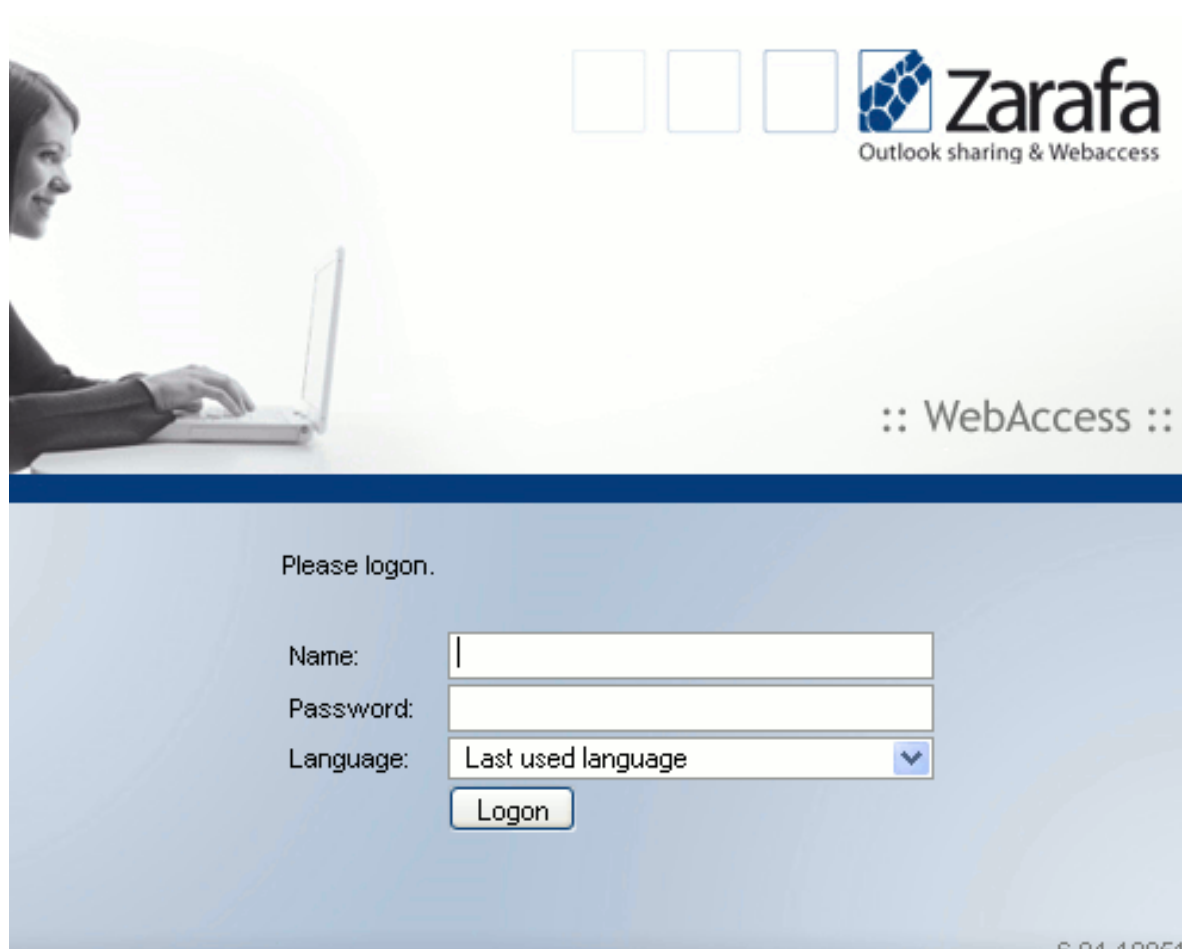 Zarafa
Outlook sharing & Webaccess
:: WebAccess ::
Please logon.
Name:
Password:
Language: Last used language
Logon